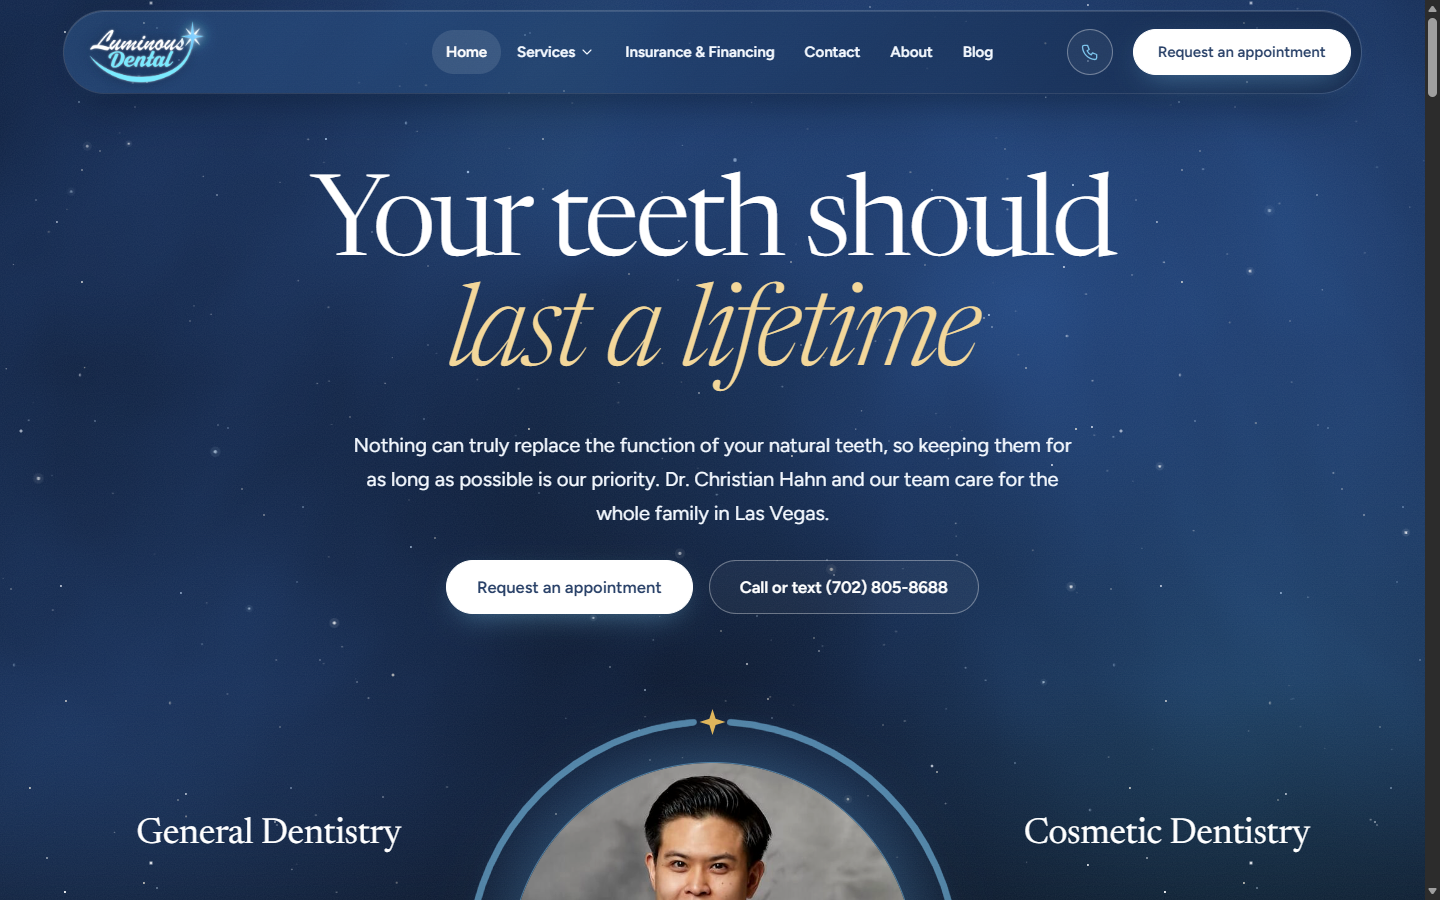 Luminous
Dental
Home
Services
Insurance & Financing
Contact
About
Blog
Request an appointment
Your teeth should
last a lifetime
Nothing can truly replace the function of your natural teeth, so keeping them for
as long as possible is our priority. Dr. Christian Hahn and our team care for the
whole family in Las Vegas.
Request an appointment
Call or text (702) 805-8688
General Dentistry
Cosmetic Dentistry